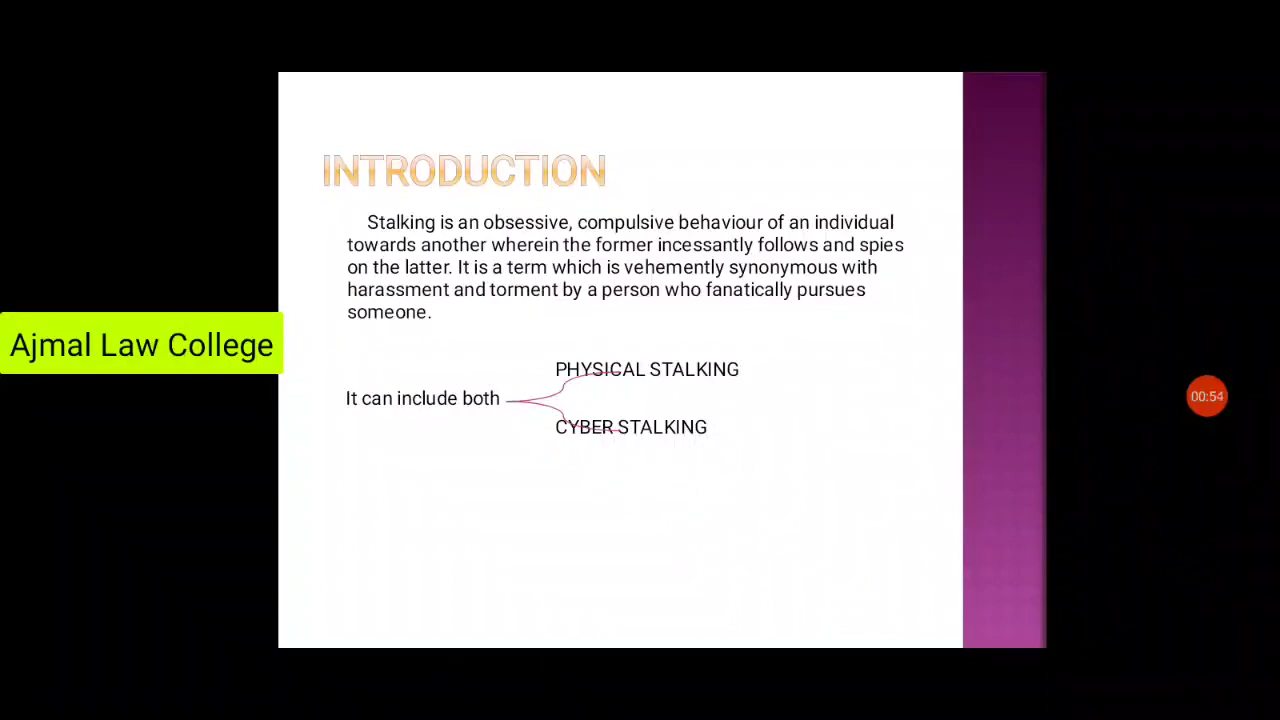 INTRODUCTION
Stalking is an obsessive, compulsive behaviour of an individual
towards another wherein the former incessantly follows and spies
on the latter. It is a term which is vehemently synonymous with
harassment and torment by a person who fanatically pursues
someone.
Ajmal Law College
PHYSICAL STALKING
It can include both
CYBER STALKING
00:54